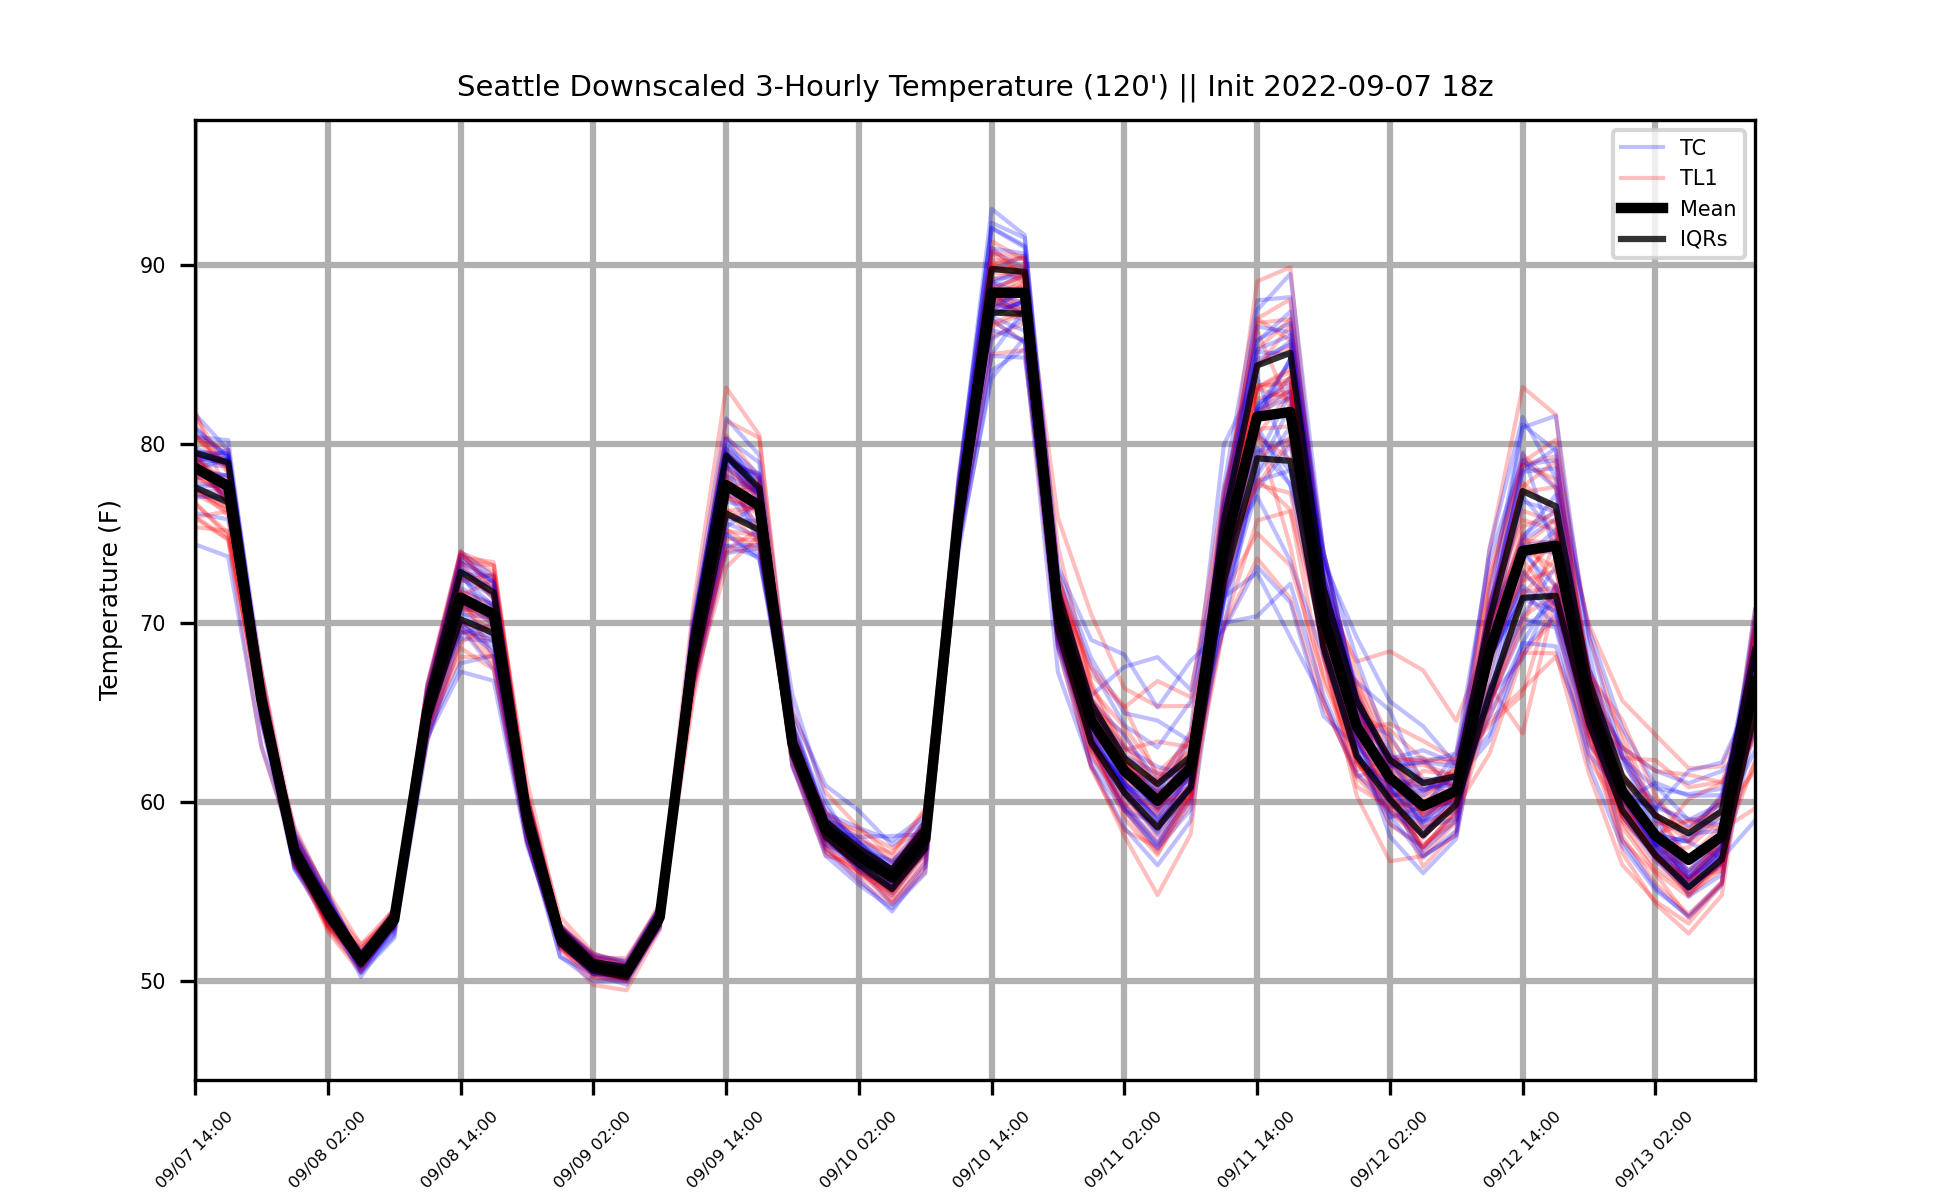 Seattle Downscaled 3-Hourly Temperature (120') || Init 2022-09-07 18z
TC
TL1
Mean
IQRs
Temperature (F)
90
80
70
60
50
09/07 14:00
09/08 02:00
09/08 14:00
09/09 02:00
09/09 14:00
09/10 02:00
09/10 14:00
09/11 02:00
09/11 14:00
09/12 02:00
09/12 14:00
09/13 02:00